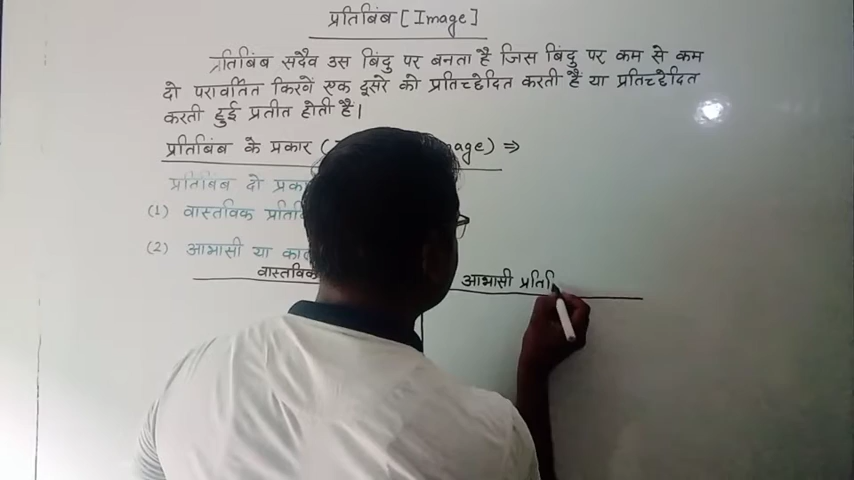 प्रतिबिंब [Image]
प्रतिबिंब सदैव उस बिंदु पर बनता है जिस बिंदु पर कम से कम
दो परावर्तित किरणें एक दूसरे को प्रतिच्छेदित करती हैं या प्रतिच्छेदित
करती हुई प्रतीत होती है।
प्रतिबिंब के प्रकार ( age) ⇒
प्रतिबिंब दो प्रका
(1) वास्तविक प्रतिबि
(2) आभासी या काल
वास्तविक आभासी प्रति